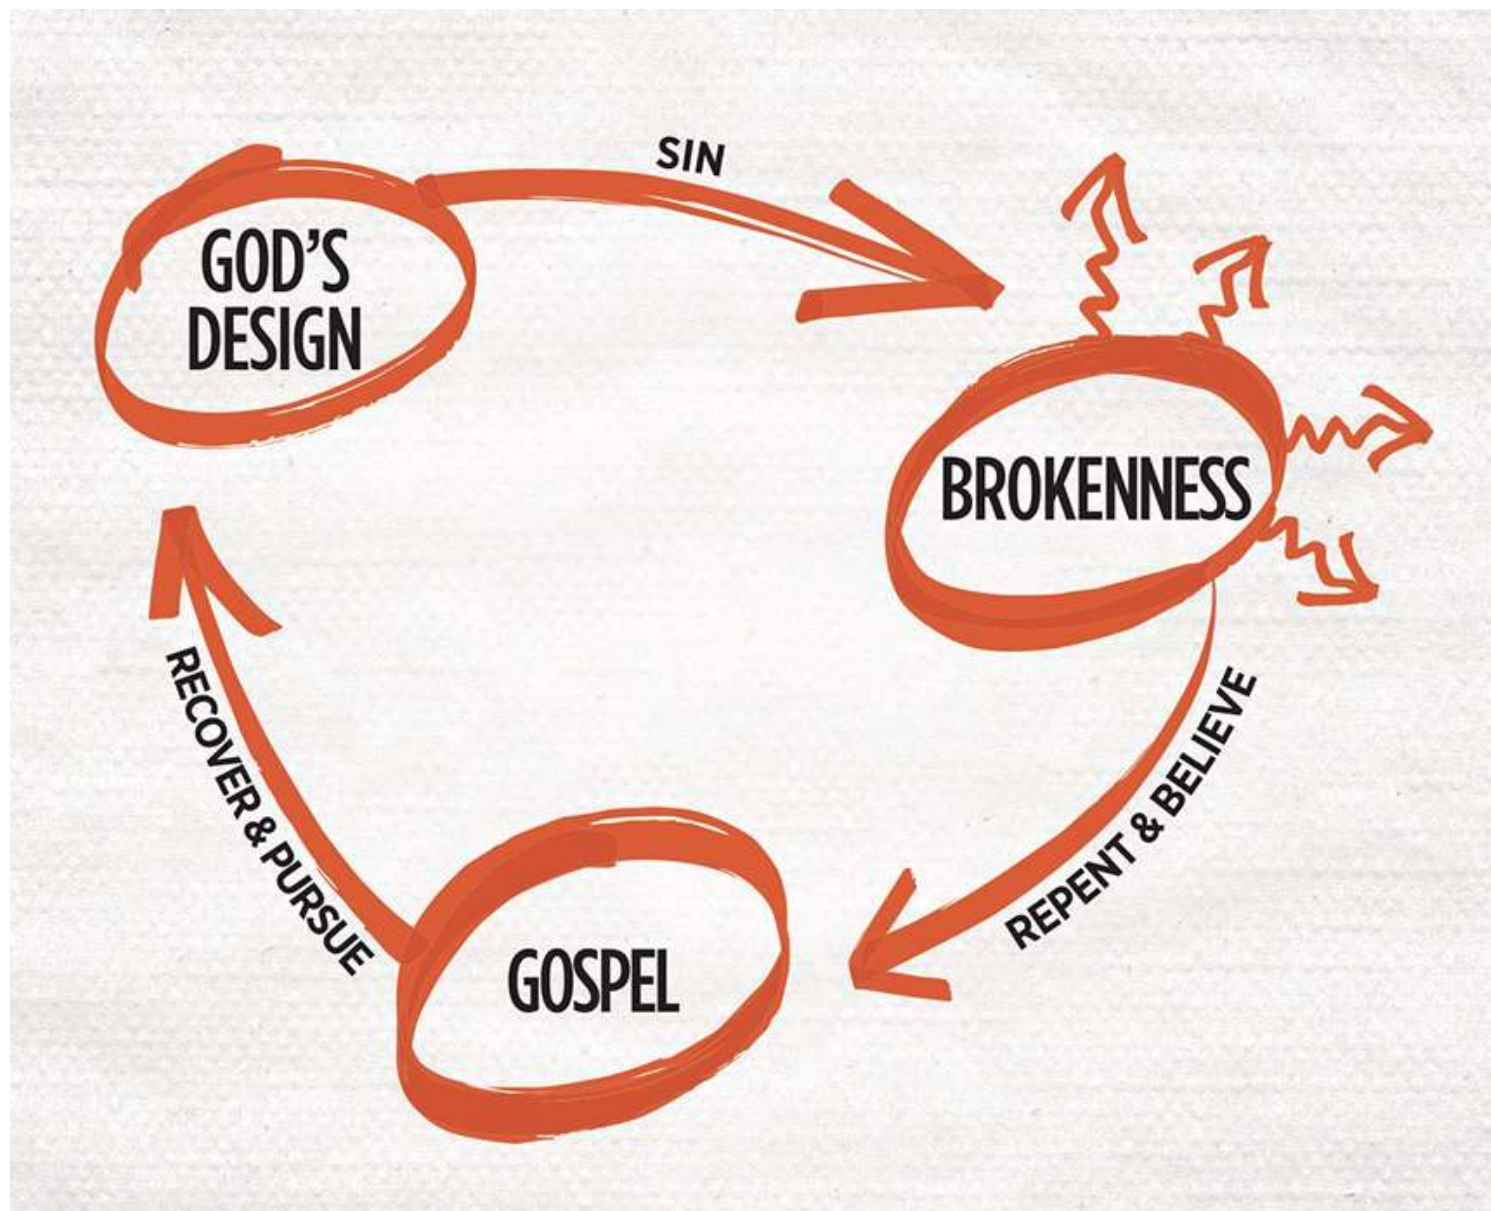 SIN
GOD'S
DESIGN
BROKENNESS
REPENT & BELIEVE
GOSPEL
RECOVER & PURSUE